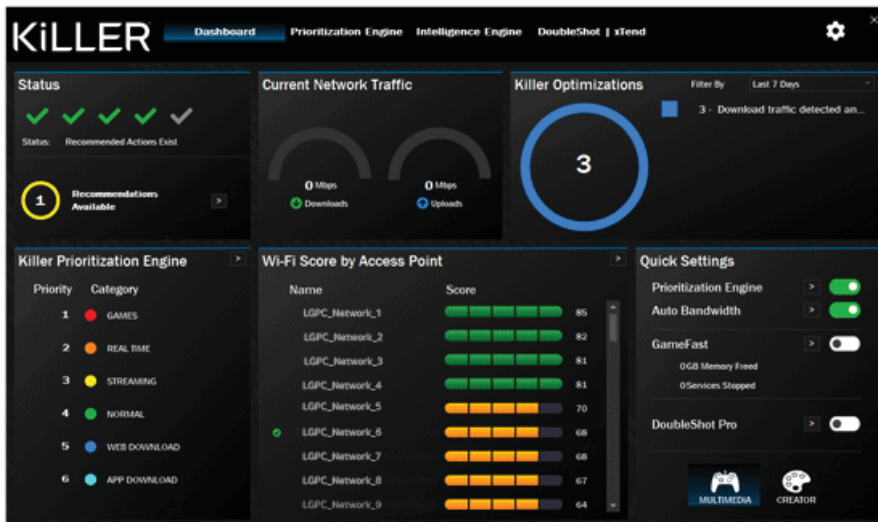 KiLLER
Dashboard
Prioritization Engine
Intelligence Engine
DoubleShot | xTend
Status
Status: Recommended Actions Exist
1
Recommendations
Available
Current Network Traffic
0 Mbps
Downloads
0 Mbps
Uploads
Killer Optimizations
Filter By
Last 7 Days
3
3 - Download traffic detected an...
Killer Prioritization Engine
Priority Category
1 GAMES
2 REAL TIME
3 STREAMING
4 NORMAL
5 WEB DOWNLOAD
6 APP DOWNLOAD
Wi-Fi Score by Access Point
Name Score
LGPC_Network_1 85
LGPC_Network_2 82
LGPC_Network_3 81
LGPC_Network_4 81
LGPC_Network_5 70
LGPC_Network_6 68
LGPC_Network_7 68
LGPC_Network_8 67
LGPC_Network_9 64
Quick Settings
Prioritization Engine
Auto Bandwidth
GameFast
0GB Memory Freed
0Services Stopped
DoubleShot Pro
MULTIMEDIA
CREATOR